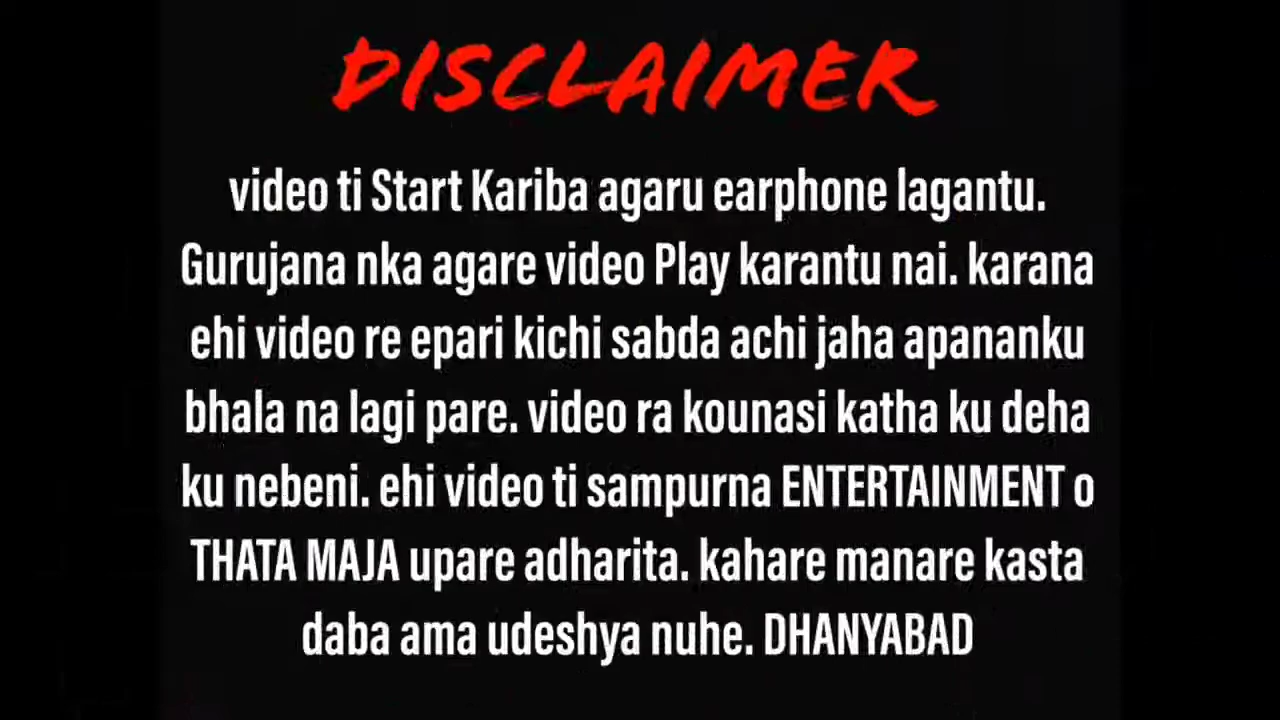 DISCLAIMER
video ti Start Kariba agaru earphone lagantu.
Gurujana nka agare video Play karantu nai. karana
ehi video re epari kichi sabda achi jaha apananku
bhala na lagi pare. video ra kounasi katha ku deha
ku nebeni. ehi video ti sampurna ENTERTAINMENT o
THATA MAJA upare adharita. kahare manare kasta
daba ama udeshya nuhe. DHANYABAD